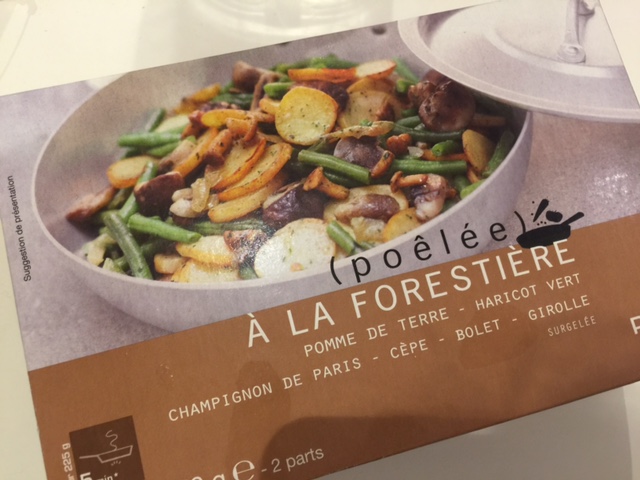 Suggestion de présentation
(poêlée)
À LA FORESTIÈRE
POMME DE TERRE - HARICOT VERT
CHAMPIGNON DE PARIS - CÈPE - BOLET - GIROLLE
SURGELÉE
225 g
e - 2 parts